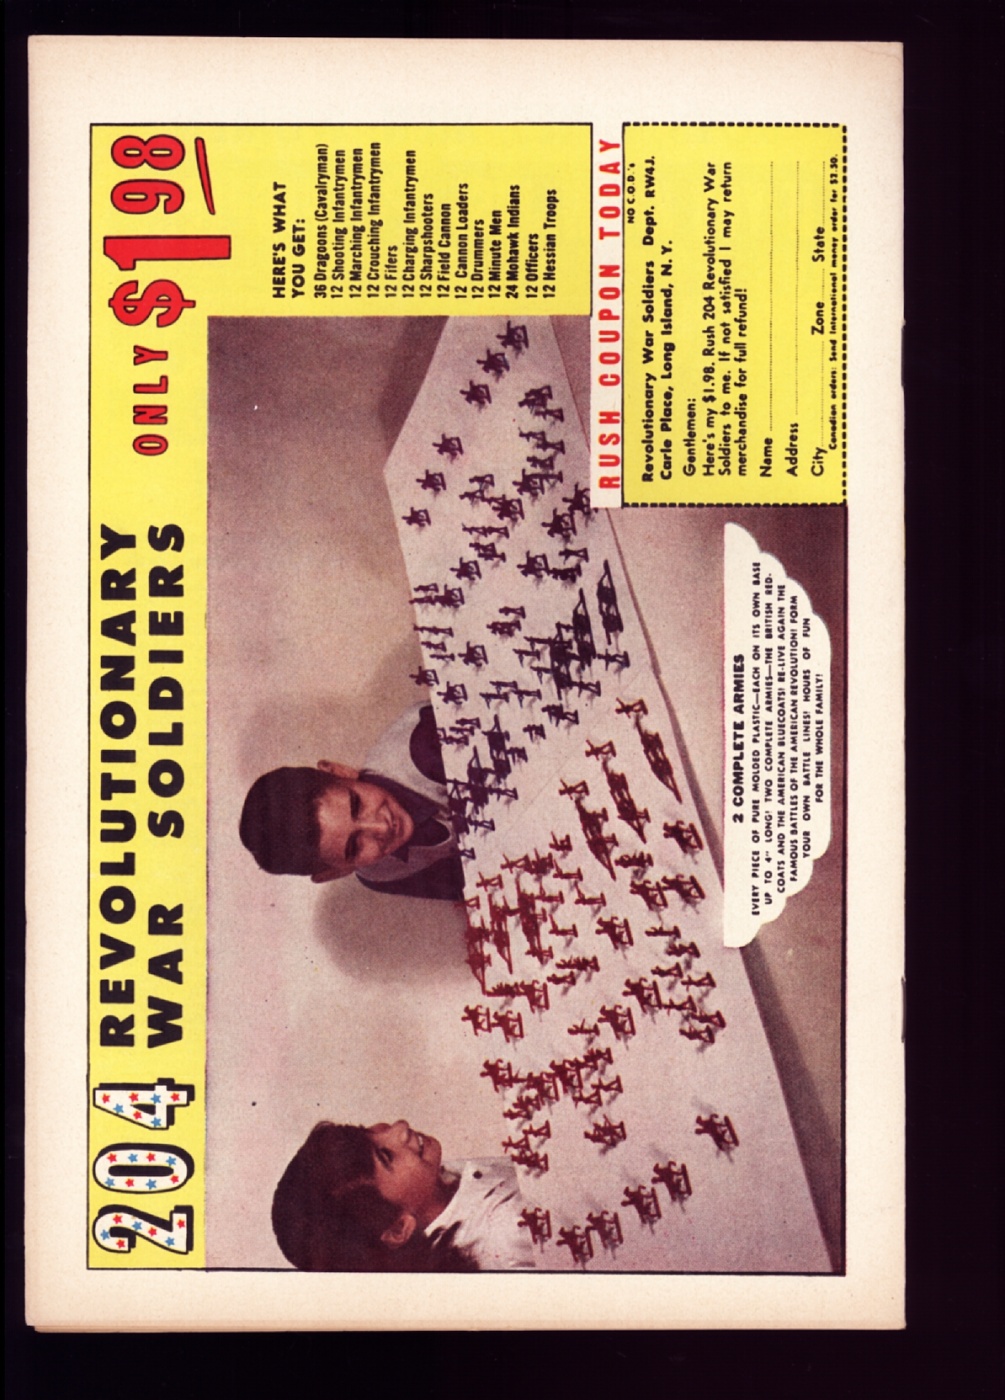 204 REVOLUTIONARY
WAR SOLDIERS
ONLY $1 98
HERE'S WHAT
YOU GET:
36 Dragoons (Cavalryman)
12 Shooting Infantrymen
12 Marching Infantrymen
12 Crouching Infantrymen
12 Fifers
12 Charging Infantrymen
12 Sharpshooters
12 Field Cannon
12 Cannon Loaders
12 Drummers
12 Minute Men
24 Mohawk Indians
12 Officers
12 Hessian Troops
2 COMPLETE ARMIES
EVERY PIECE OF PURE MOLDED PLASTIC—EACH ON ITS OWN BASE
UP TO 4" LONG! TWO COMPLETE ARMIES—THE BRITISH RED-
COATS AND THE AMERICAN BLUECOATS! RE-LIVE AGAIN THE
FAMOUS BATTLES OF THE AMERICAN REVOLUTION! FORM
YOUR OWN BATTLE LINES! HOURS OF FUN
FOR THE WHOLE FAMILY!
RUSH COUPON TODAY
NO C.O.D.'s
Revolutionary War Soldiers Dept. RW4J.
Carle Place, Long Island, N. Y.
Gentlemen:
Here's my $1.98. Rush 204 Revolutionary War
Soldiers to me. If not satisfied I may return
merchandise for full refund!
Name
Address
City Zone State
Canadian orders: Send International money order for $2.50.